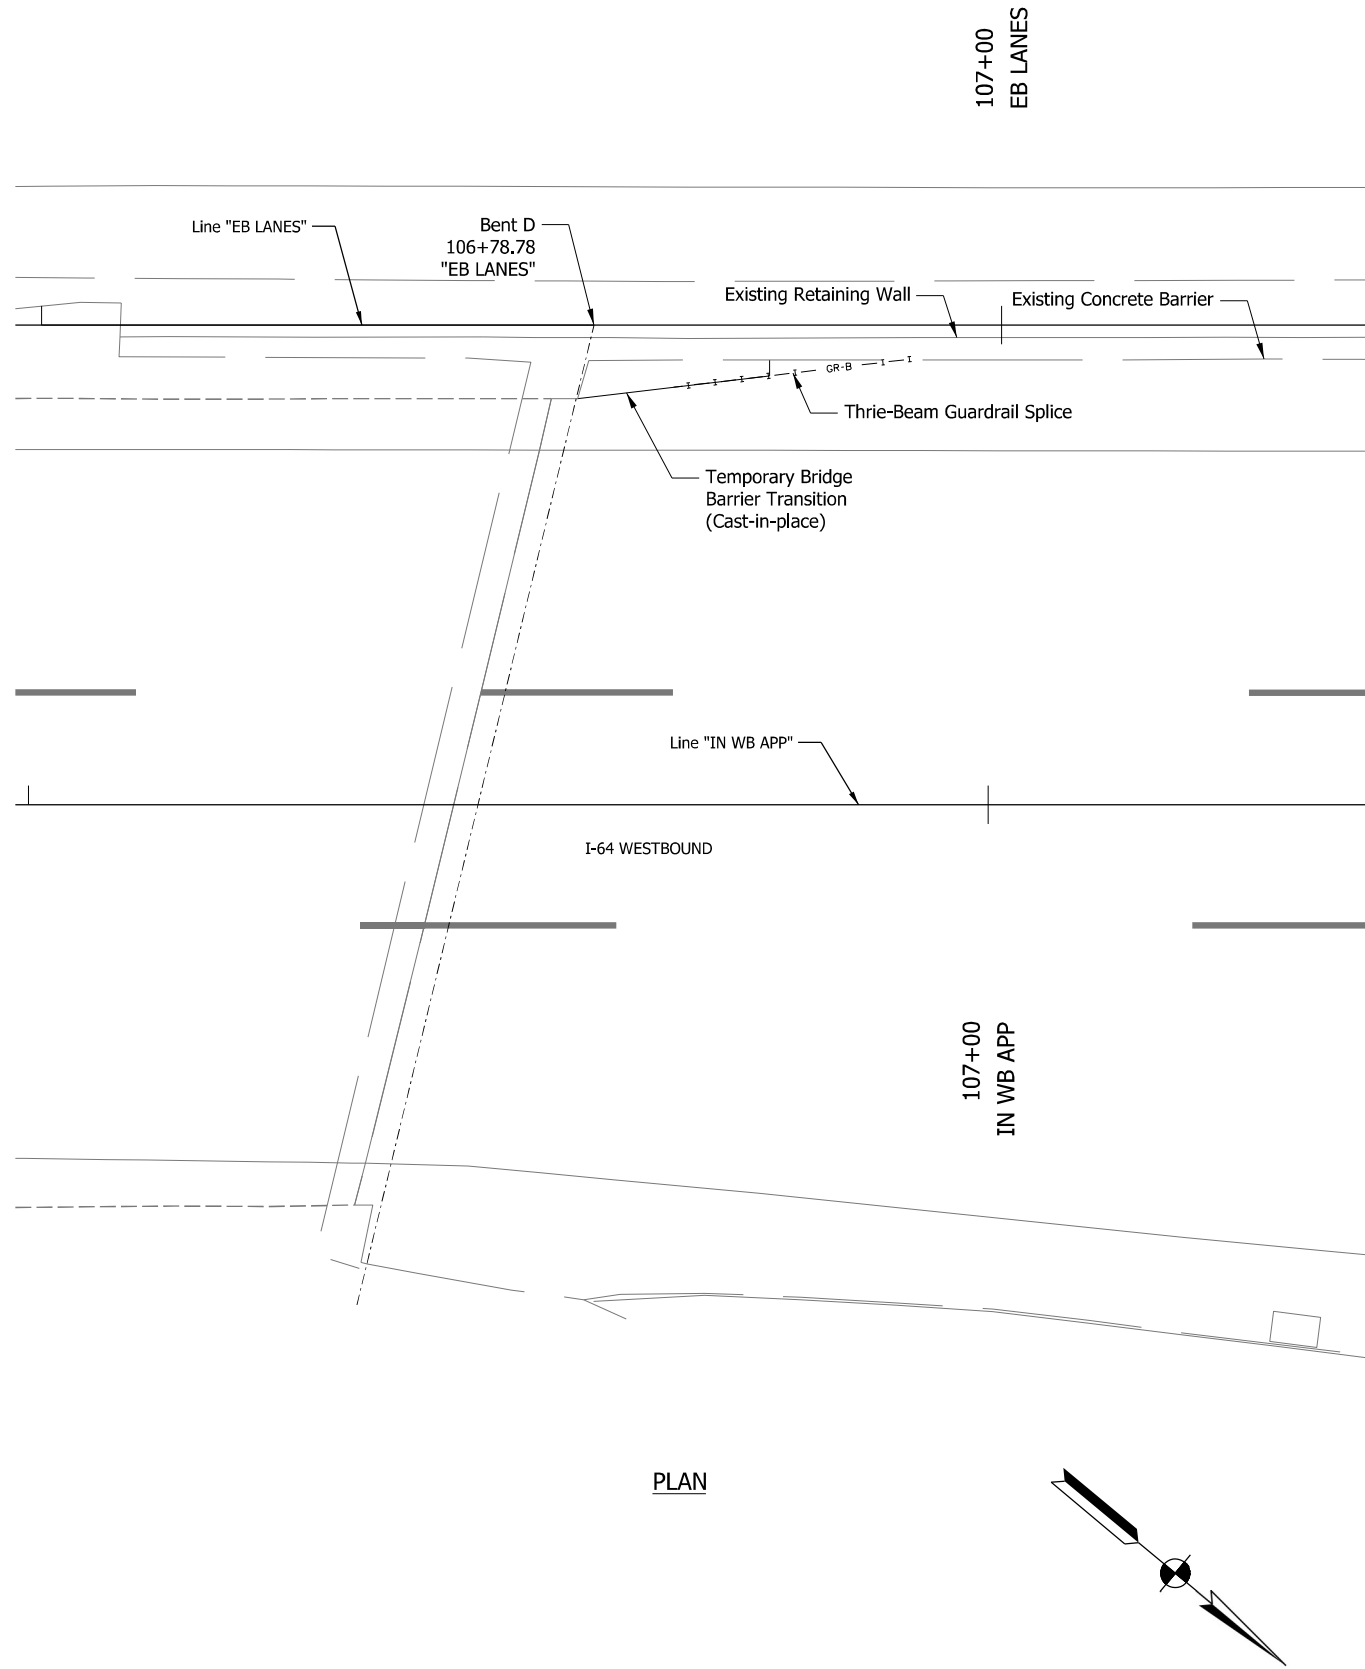 107+00
EB LANES
Line "EB LANES"
Bent D
106+78.78
"EB LANES"
Existing Retaining Wall
Existing Concrete Barrier
GR-B
Thrie-Beam Guardrail Splice
Temporary Bridge
Barrier Transition
(Cast-in-place)
Line "IN WB APP"
I-64 WESTBOUND
107+00
IN WB APP
PLAN